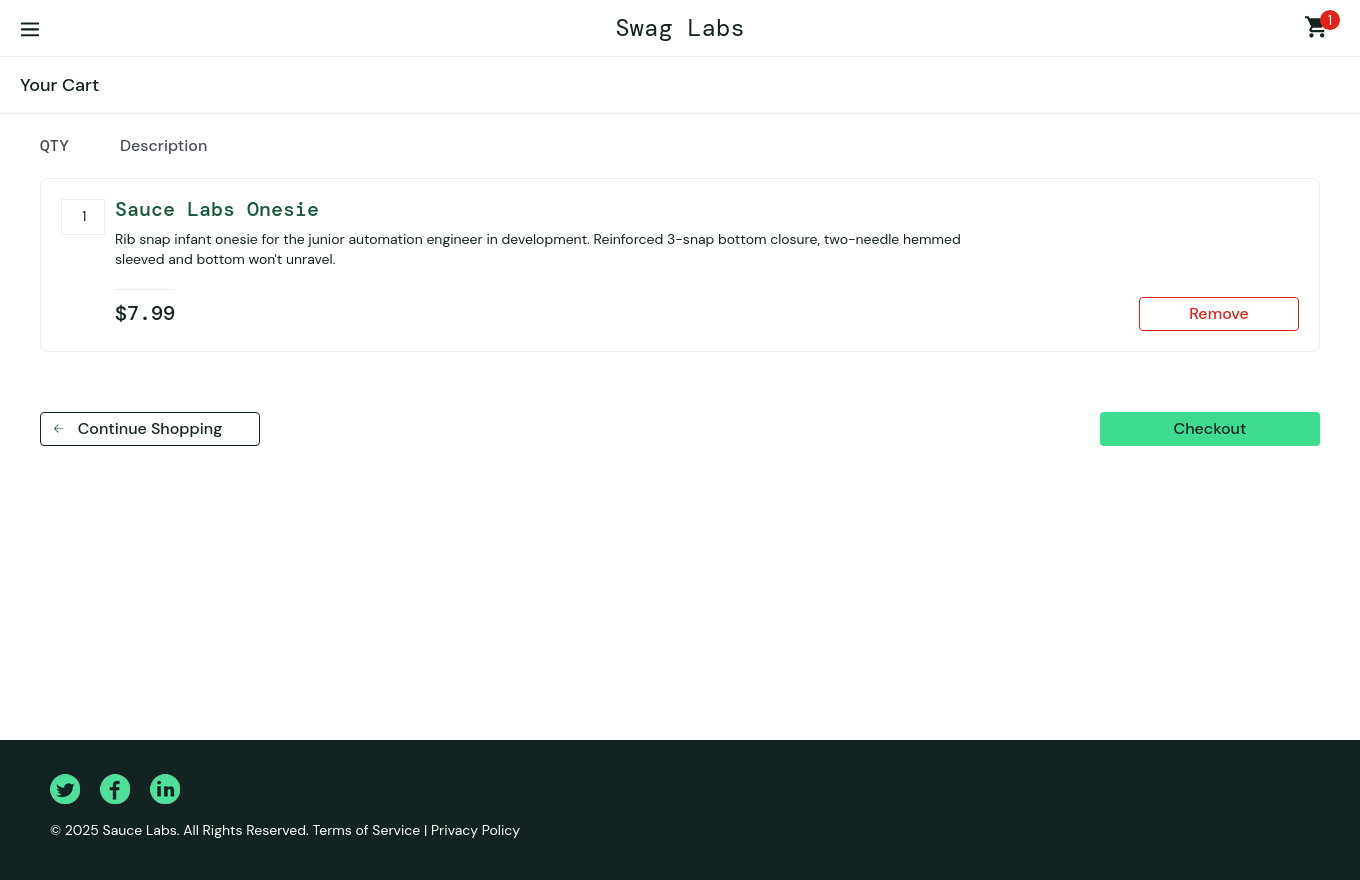 Swag Labs
1
Your Cart
QTY Description
1
Sauce Labs Onesie
Rib snap infant onesie for the junior automation engineer in development. Reinforced 3-snap bottom closure, two-needle hemmed
sleeved and bottom won't unravel.
$7.99
Remove
Continue Shopping
Checkout
© 2025 Sauce Labs. All Rights Reserved. Terms of Service | Privacy Policy